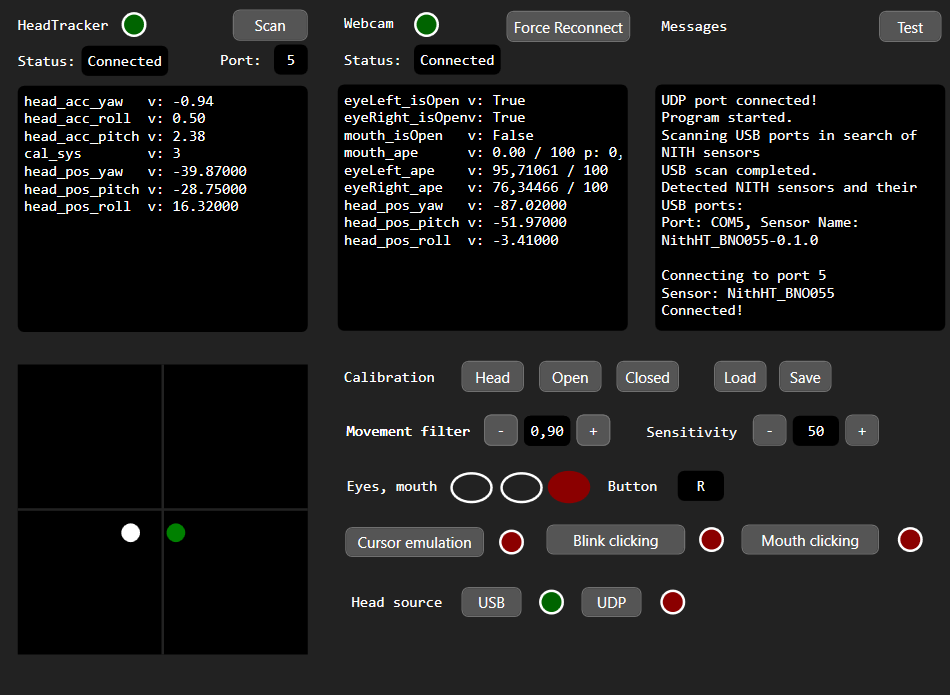 HeadTracker
Scan
Status: Connected
Port: 5
head_acc_yaw v: -0.94
head_acc_roll v: 0.50
head_acc_pitch v: 2.38
cal_sys v: 3
head_pos_yaw v: -39.87000
head_pos_pitch v: -28.75000
head_pos_roll v: 16.32000
Webcam
Force Reconnect
Status: Connected
eyeLeft_isOpen v: True
eyeRight_isOpenv: True
mouth_isOpen v: False
mouth_ape v: 0.00 / 100 p: 0,
eyeLeft_ape v: 95,71061 / 100
eyeRight_ape v: 76,34466 / 100
head_pos_yaw v: -87.02000
head_pos_pitch v: -51.97000
head_pos_roll v: -3.41000
Messages
Test
UDP port connected!
Program started.
Scanning USB ports in search of
NITH sensors
USB scan completed.
Detected NITH sensors and their
USB ports:
Port: COM5, Sensor Name:
NithHT_BNO055-0.1.0
Connecting to port 5
Sensor: NithHT_BNO055
Connected!
Calibration Head Open Closed Load Save
Movement filter - 0,90 + Sensitivity - 50 +
Eyes, mouth Button R
Cursor emulation Blink clicking Mouth clicking
Head source USB UDP